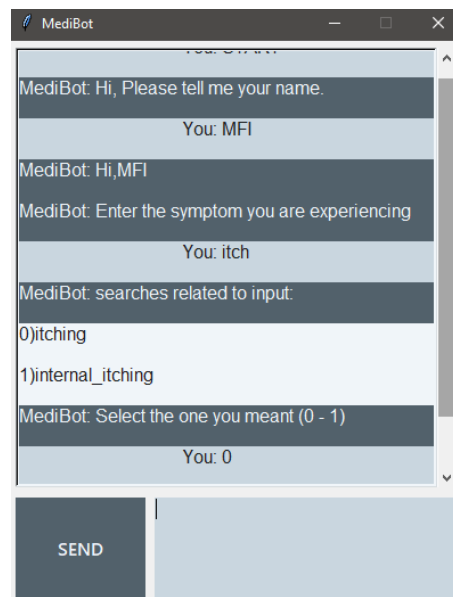 MediBot
You: START
MediBot: Hi, Please tell me your name.
You: MFI
MediBot: Hi,MFI
MediBot: Enter the symptom you are experiencing
You: itch
MediBot: searches related to input:
0)itching
1)internal_itching
MediBot: Select the one you meant (0 - 1)
You: 0
SEND